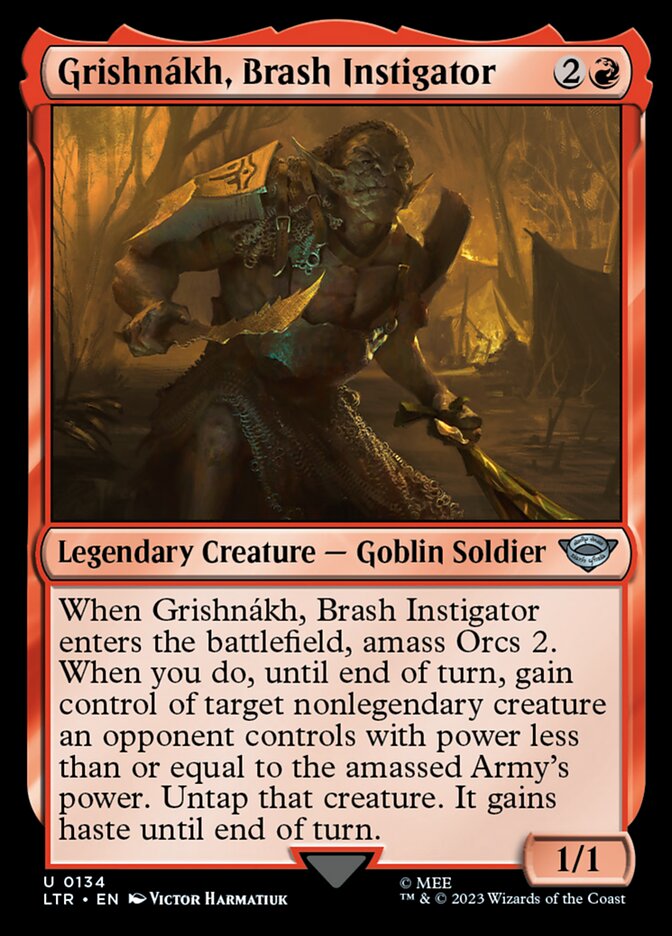 Grishnákh, Brash Instigator 2
Legendary Creature — Goblin Soldier
When Grishnákh, Brash Instigator
enters the battlefield, amass Orcs 2.
When you do, until end of turn, gain
control of target nonlegendary creature
an opponent controls with power less
than or equal to the amassed Army's
power. Untap that creature. It gains
haste until end of turn.
1/1
U 0134
LTR • EN Victor Harmatiuk
© MEE
™ & © 2023 Wizards of the Coast